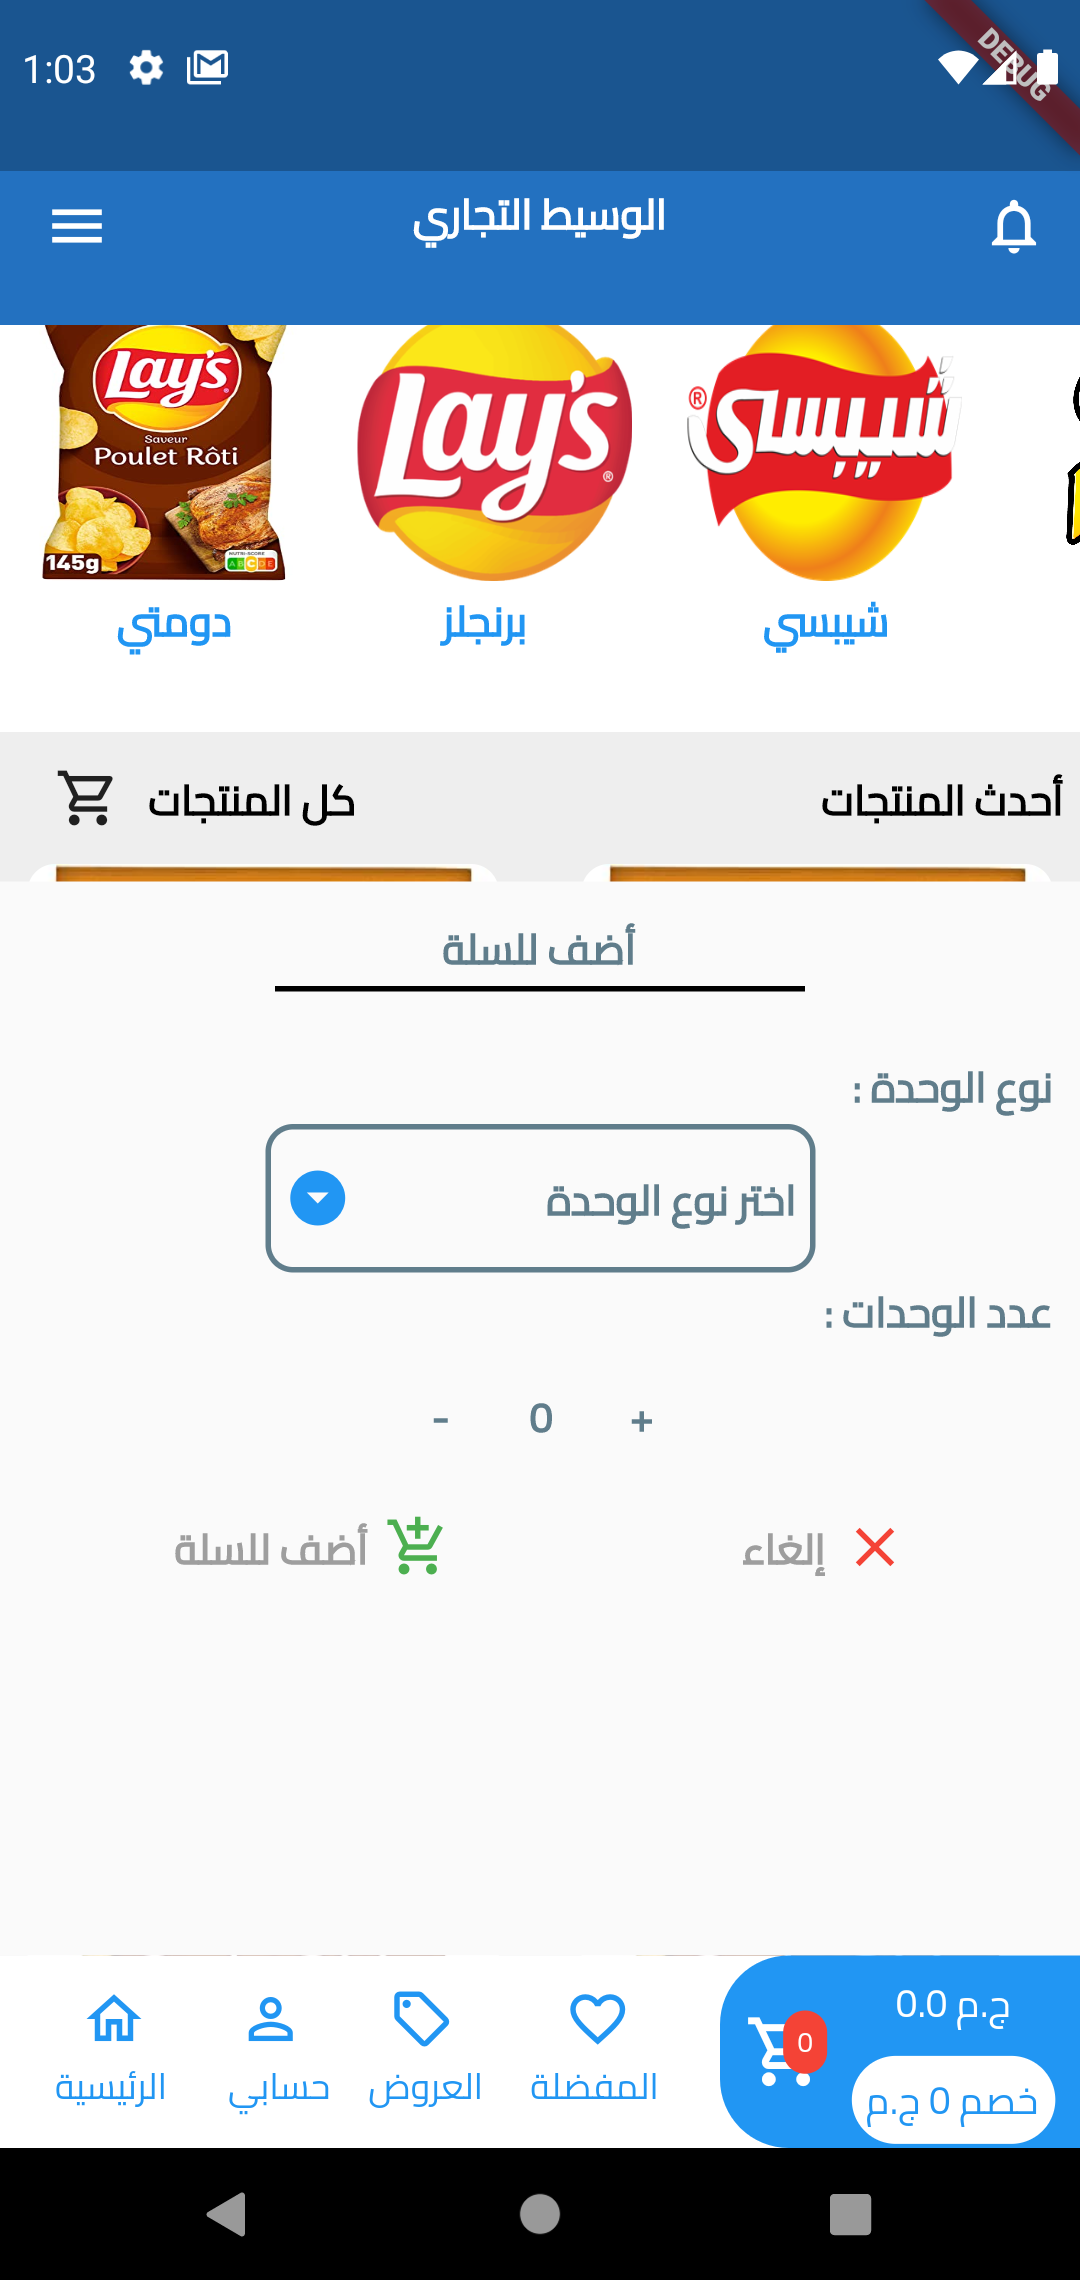 1:03
DEBUG
الوسيط التجاري
Lay's
Saveur
Poulet Rôti
145g
NUTRI-SCORE
A B C D E
Lay's
®
شيبسي
®
دومتي
برنجلز
شيبسي
أحدث المنتجات
كل المنتجات
أضف للسلة
نوع الوحدة :
اختر نوع الوحدة
عدد الوحدات :
- 0 +
إلغاء
أضف للسلة
الرئيسية
حسابي
العروض
المفضلة
0
0.0 ج.م
خصم 0 ج.م